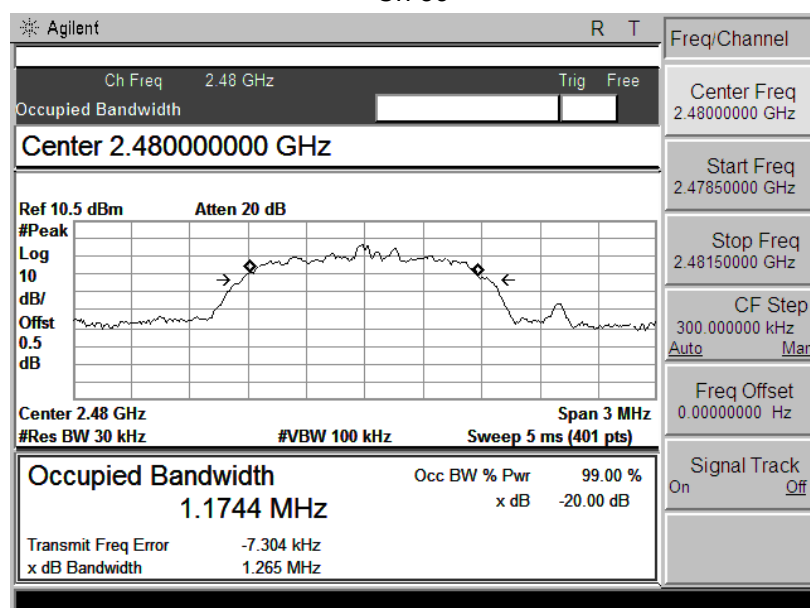 Agilent R T
Ch Freq 2.48 GHz Trig Free
Occupied Bandwidth
Center 2.480000000 GHz
Ref 10.5 dBm Atten 20 dB
#Peak
Log
10
dB/
Offst
0.5
dB
Center 2.48 GHz Span 3 MHz
#Res BW 30 kHz #VBW 100 kHz Sweep 5 ms (401 pts)
Occupied Bandwidth Occ BW % Pwr 99.00 %
1.1744 MHz x dB -20.00 dB
Transmit Freq Error -7.304 kHz
x dB Bandwidth 1.265 MHz
Freq/Channel
Center Freq
2.48000000 GHz
Start Freq
2.47850000 GHz
Stop Freq
2.48150000 GHz
CF Step
300.000000 kHz
Auto Man
Freq Offset
0.00000000 Hz
Signal Track
On Off